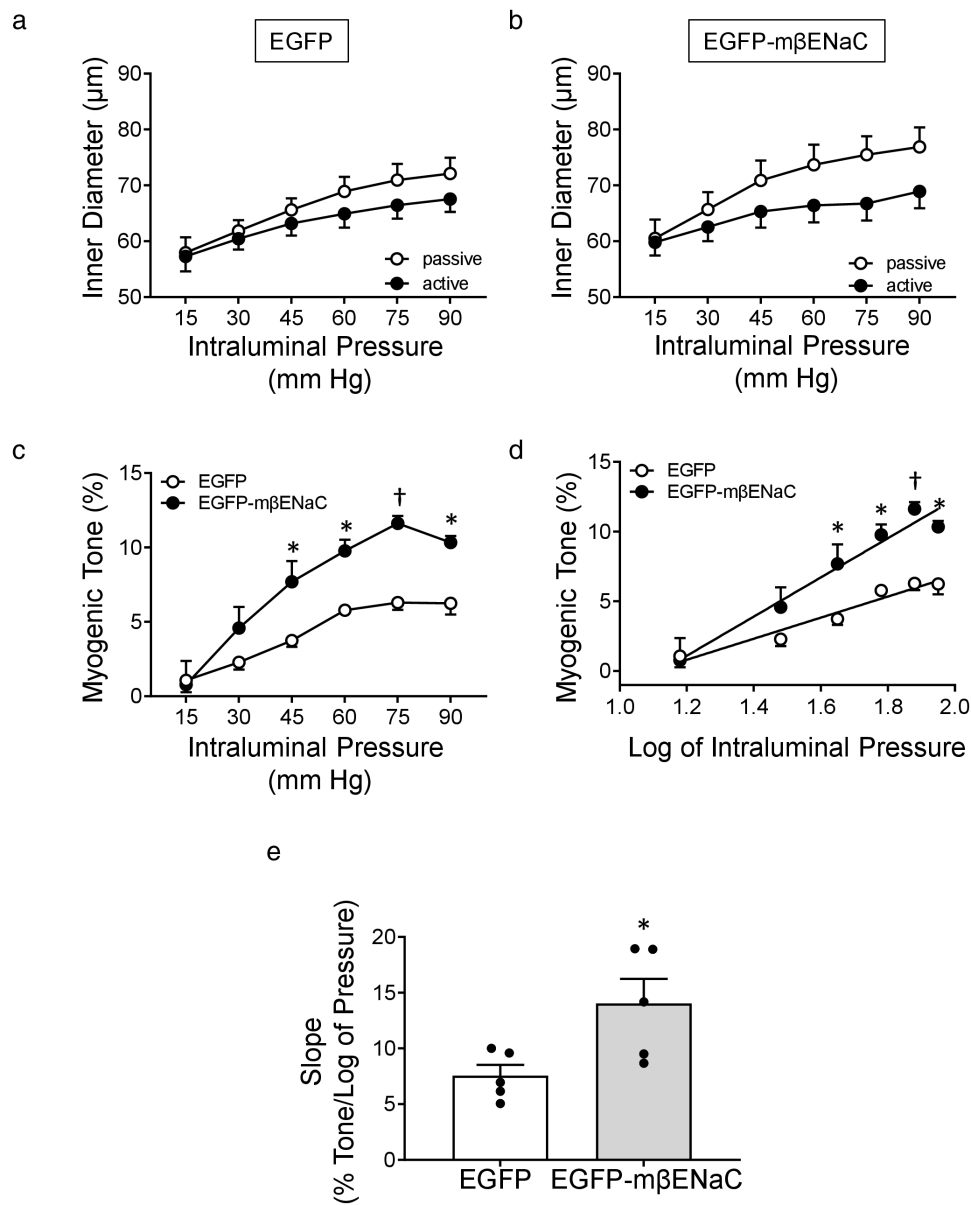 a
EGFP
Inner Diameter (μm)
90
80
70
60
50
passive
active
15 30 45 60 75 90
Intraluminal Pressure
(mm Hg)
b
EGFP-mβENaC
Inner Diameter (μm)
90
80
70
60
50
passive
active
15 30 45 60 75 90
Intraluminal Pressure
(mm Hg)
c
Myogenic Tone (%)
15
10
5
0
EGFP
EGFP-mβENaC
* * † *
15 30 45 60 75 90
Intraluminal Pressure
(mm Hg)
d
Myogenic Tone (%)
15
10
5
0
EGFP
EGFP-mβENaC
* * † *
1.0 1.2 1.4 1.6 1.8 2.0
Log of Intraluminal Pressure
e
Slope
(% Tone/Log of Pressure)
20
15
10
5
0
*
EGFP EGFP-mβENaC